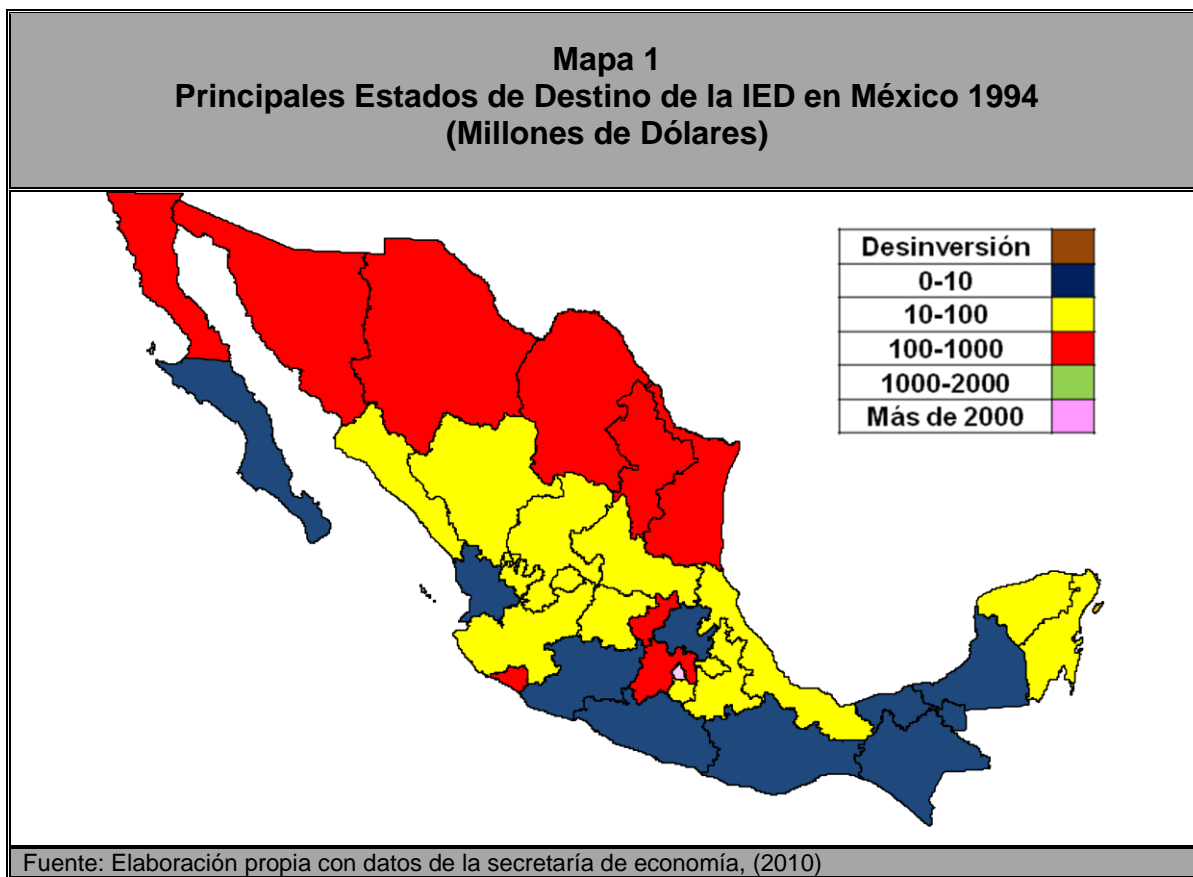 Mapa 1
Principales Estados de Destino de la IED en México 1994
(Millones de Dólares)
Desinversión
0-10
10-100
100-1000
1000-2000
Más de 2000
Fuente: Elaboración propia con datos de la secretaría de economía, (2010)